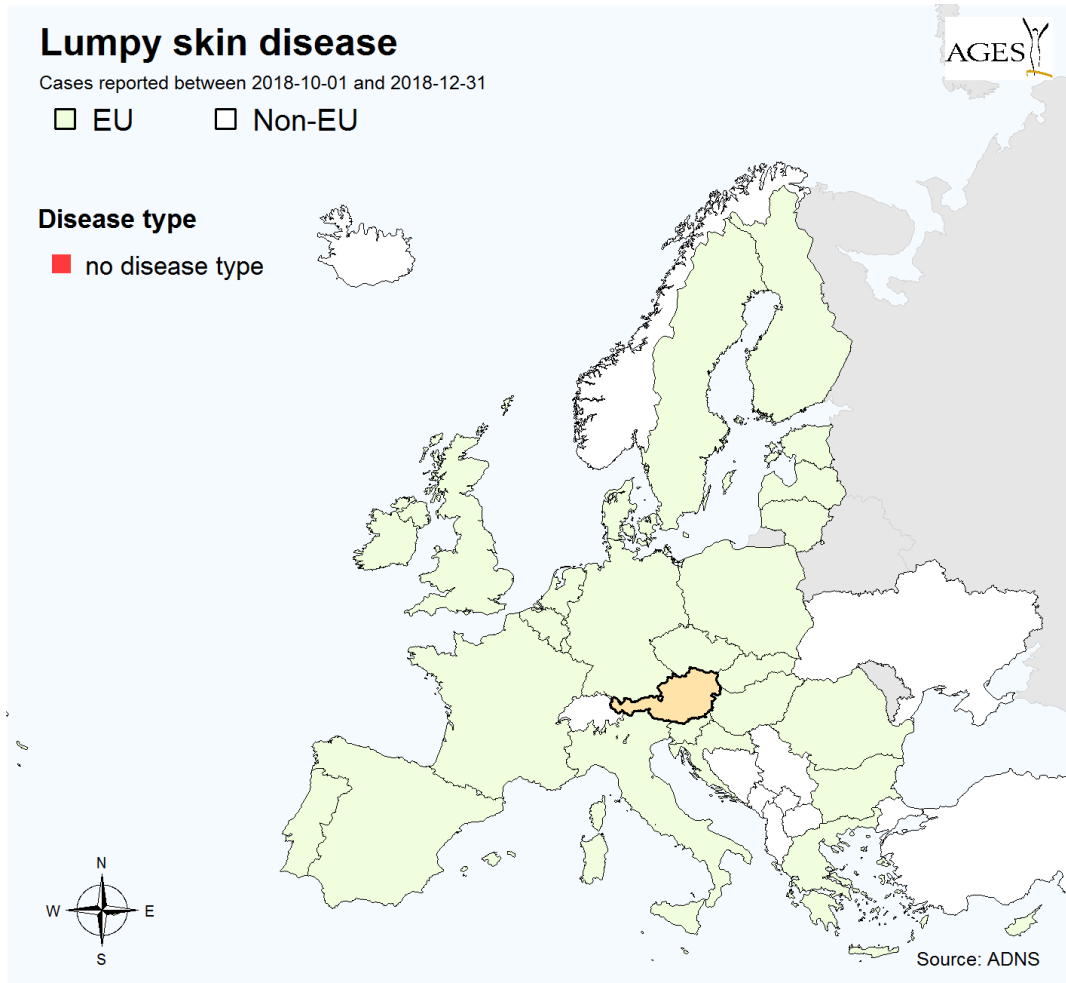 Lumpy skin disease
Cases reported between 2018-10-01 and 2018-12-31
EU Non-EU
AGES
Disease type
no disease type
N
W E
S
Source: ADNS